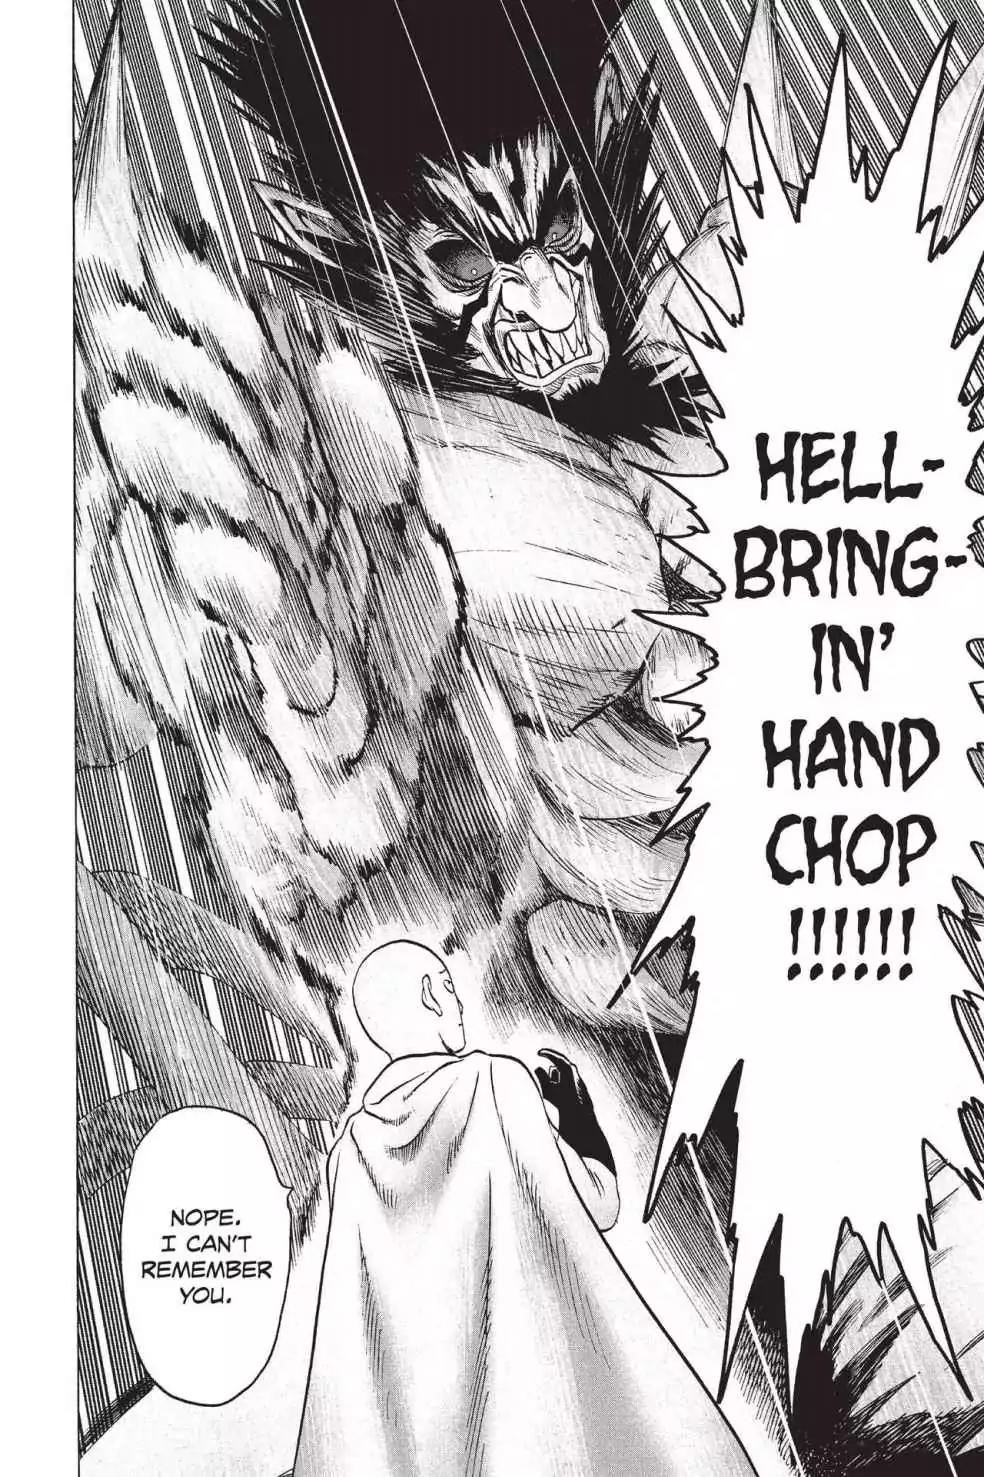 HELL-
BRING-
IN'
HAND
CHOP
!!!!!!
NOPE.
I CAN'T
REMEMBER
YOU.